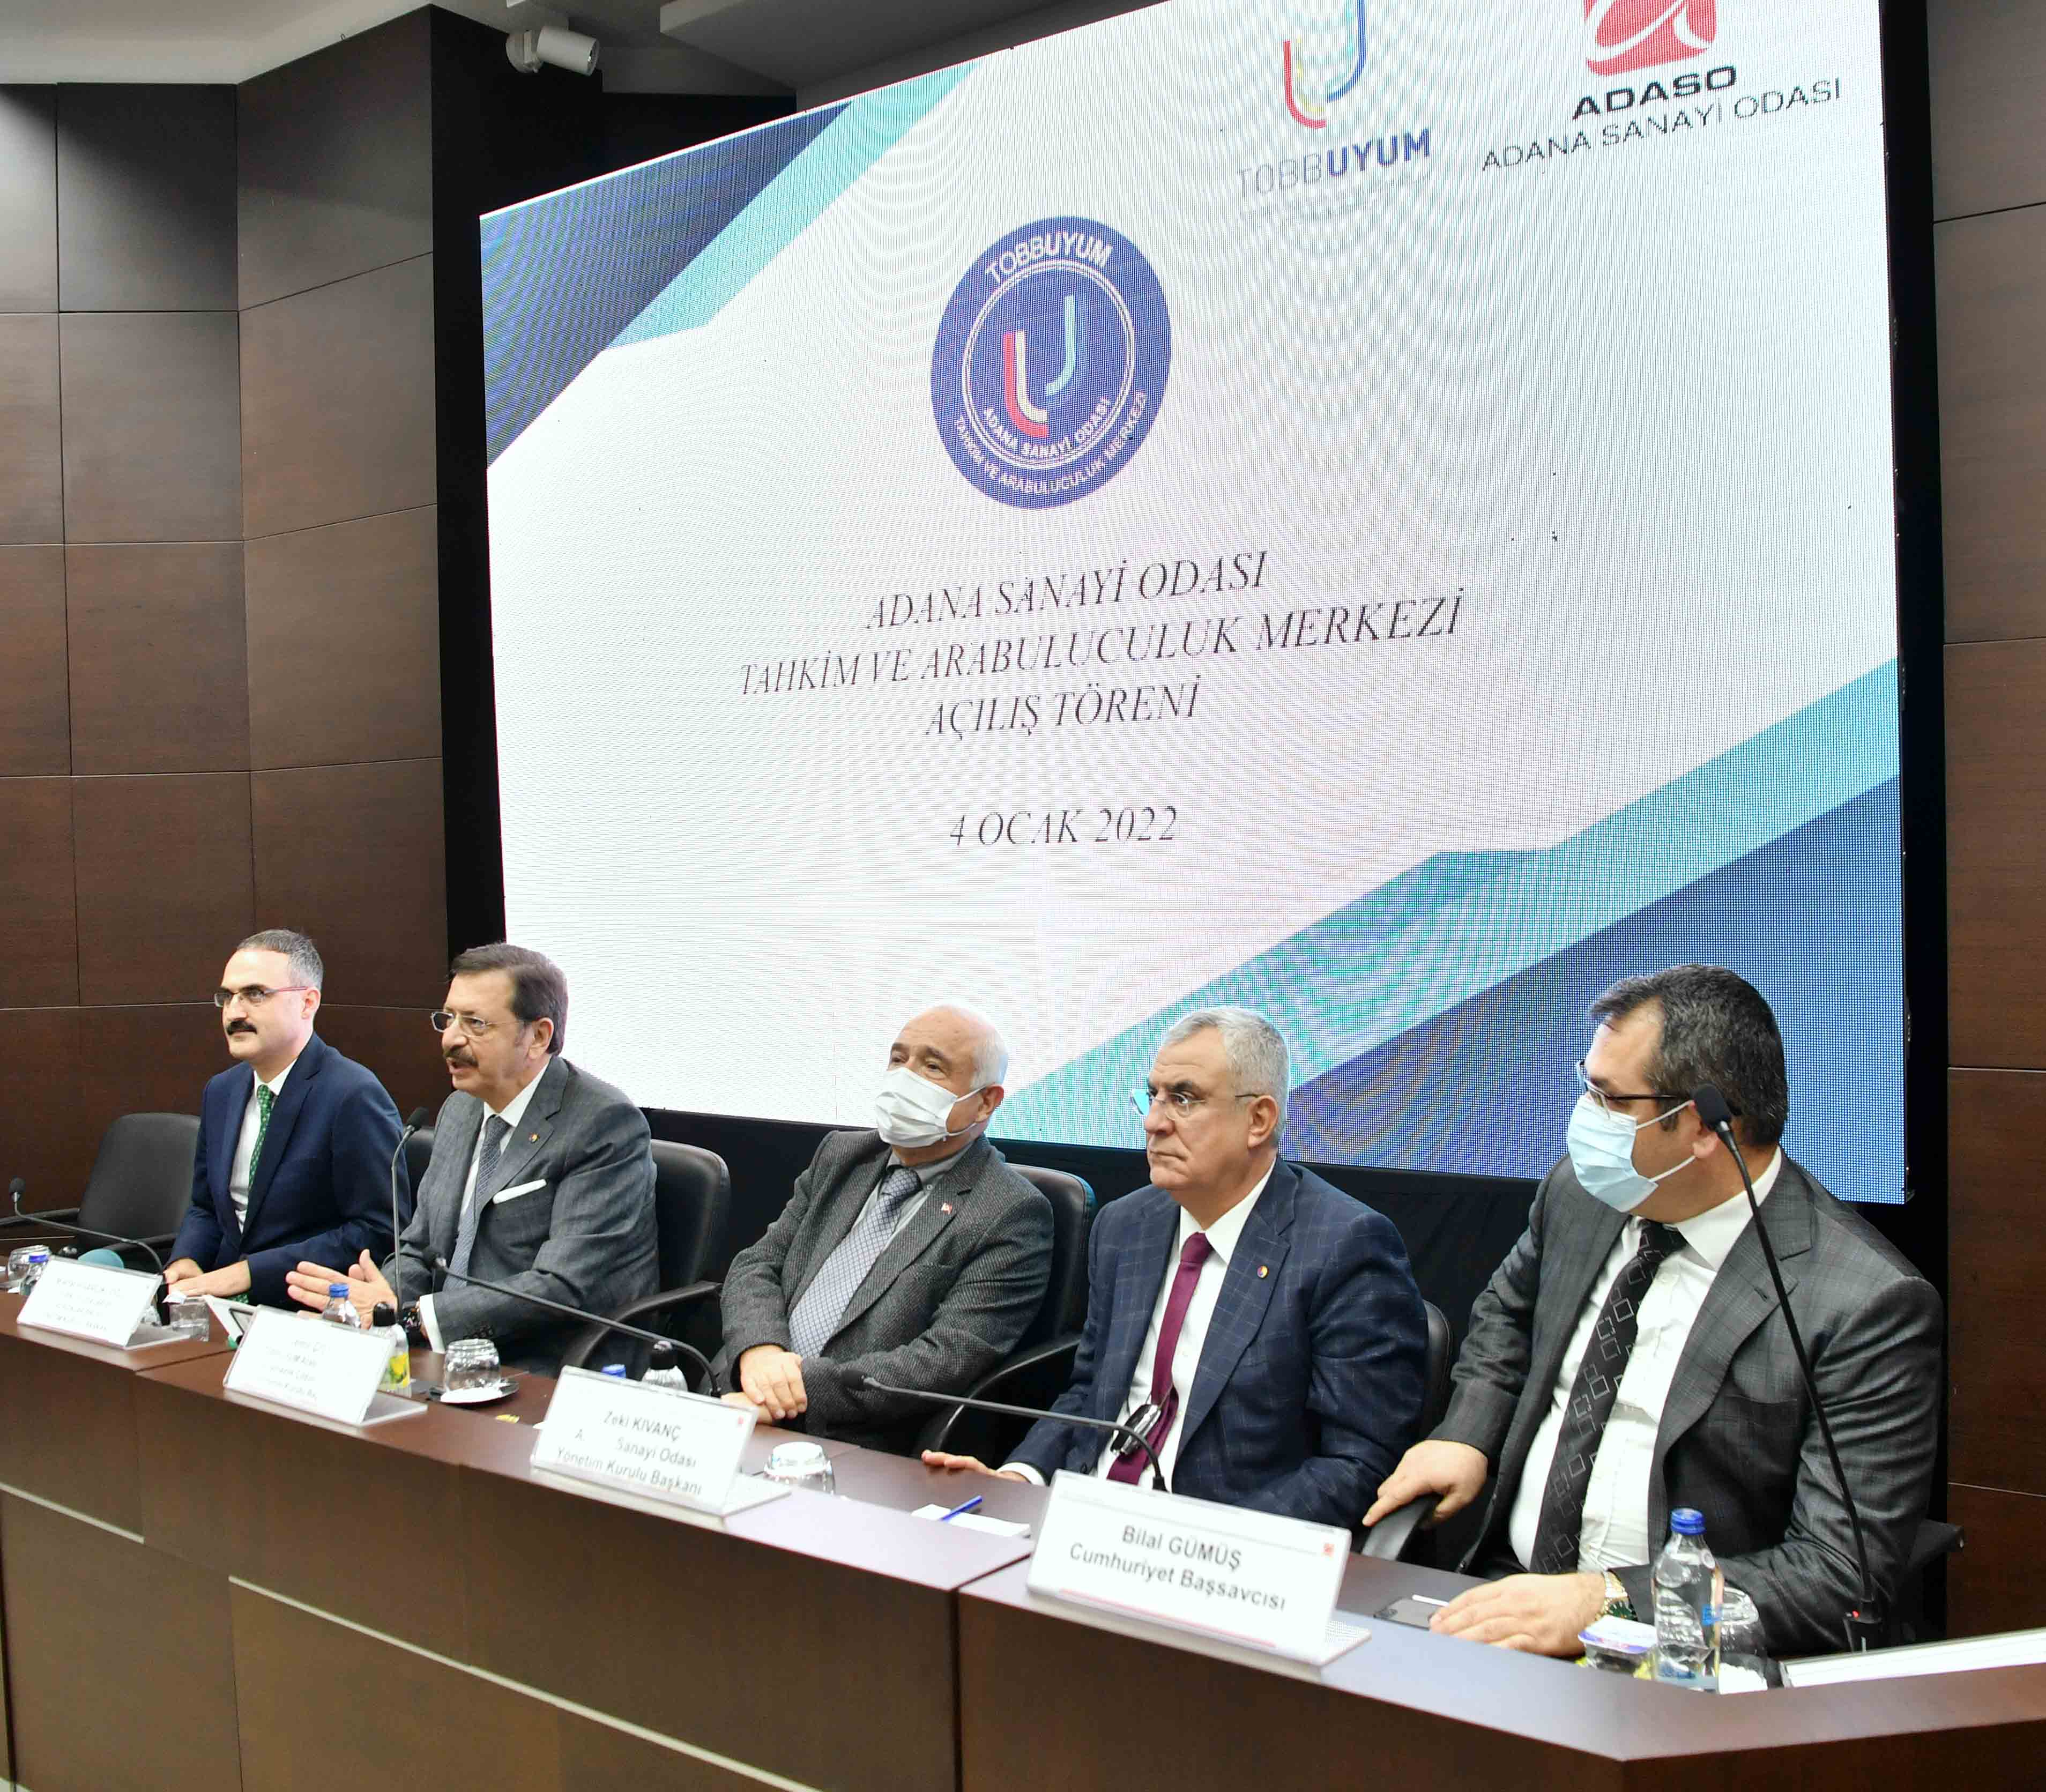 TOBBUYUM
ADASO
ADANA SANAYİ ODASI
TOBBUYUM
ADANA SANAYİ ODASI
TAHKİM VE ARABULUCULUK MERKEZİ
ADANA SANAYİ ODASI
TAHKİM VE ARABULUCULUK MERKEZİ
AÇILIŞ TÖRENİ
4 OCAK 2022
Zeki KIVANÇ
A Sanayi Odası
Yönetim Kurulu Başkanı
Bilal GÜMÜŞ
Cumhuriyet Başsavcısı